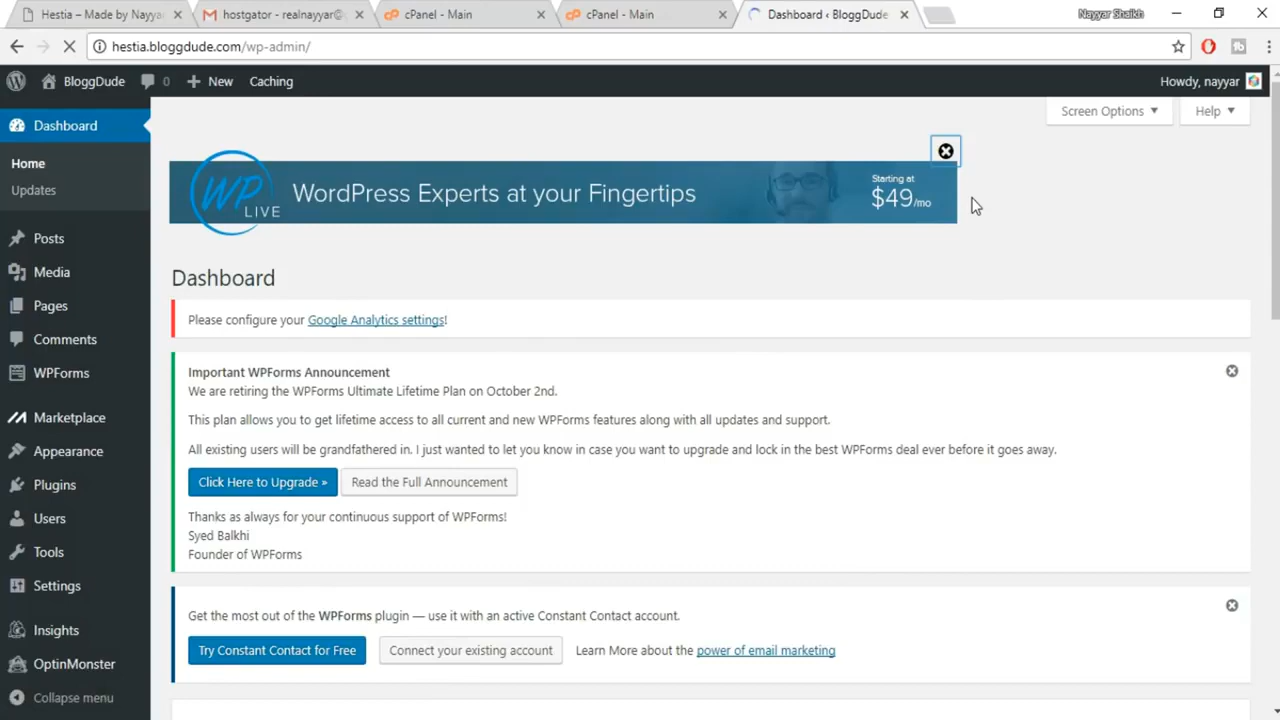 Hestia – Made by Nayyar
hostgator - realnayyar@g
cPanel - Main
cPanel - Main
Dashboard ‹ BloggDude
Nayyar Shaikh
hestia.bloggdude.com/wp-admin/
BloggDude
0
New
Caching
Howdy, nayyar
Dashboard
Home
Updates
Posts
Media
Pages
Comments
WPForms
Marketplace
Appearance
Plugins
Users
Tools
Settings
Insights
OptinMonster
Collapse menu
Screen Options
Help
WP
LIVE
WordPress Experts at your Fingertips
Starting at
$49/mo
Dashboard
Please configure your Google Analytics settings!
Important WPForms Announcement
We are retiring the WPForms Ultimate Lifetime Plan on October 2nd.
This plan allows you to get lifetime access to all current and new WPForms features along with all updates and support.
All existing users will be grandfathered in. I just wanted to let you know in case you want to upgrade and lock in the best WPForms deal ever before it goes away.
Click Here to Upgrade »
Read the Full Announcement
Thanks as always for your continuous support of WPForms!
Syed Balkhi
Founder of WPForms
Get the most out of the WPForms plugin — use it with an active Constant Contact account.
Try Constant Contact for Free
Connect your existing account
Learn More about the power of email marketing